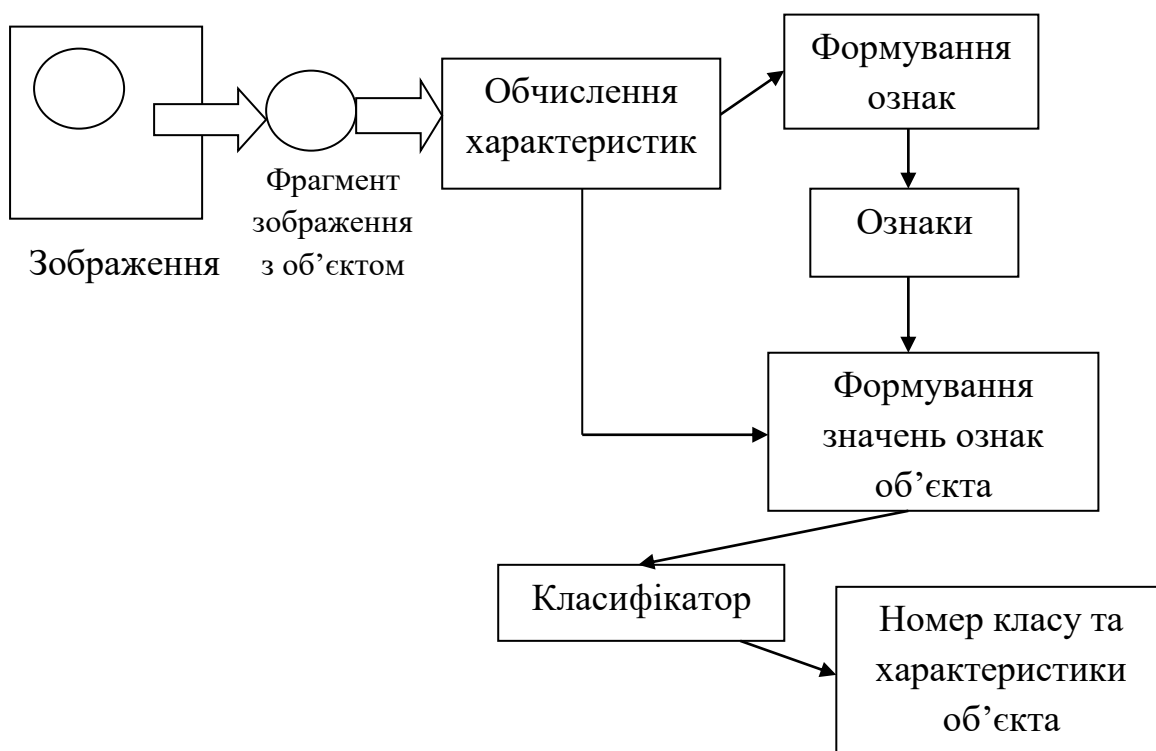 Зображення
Фрагмент
зображення
з об’єктом
Обчислення
характеристик
Формування
ознак
Ознаки
Формування
значень ознак
об’єкта
Класифікатор
Номер класу та
характеристики
об’єкта